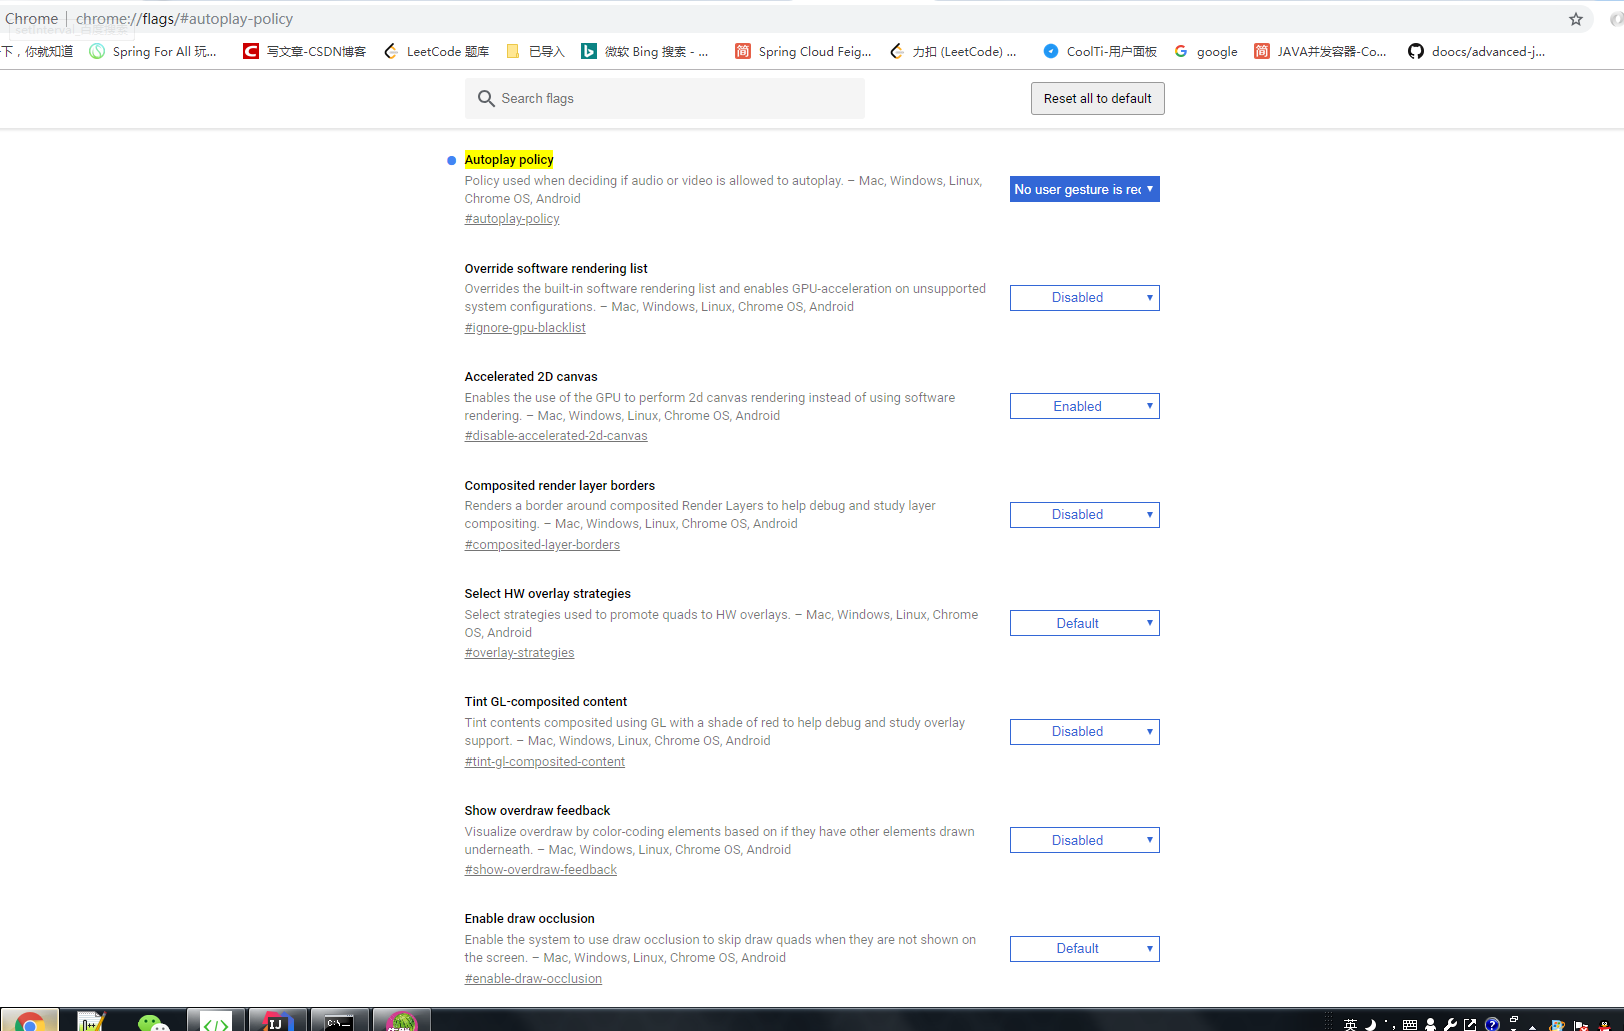 Chrome | chrome://flags/#autoplay-policy
下，你就知道 Spring For All 玩... 写文章-CSDN博客 LeetCode 题库 已导入 微软 Bing 搜索 - ... Spring Cloud Feig... 力扣 (LeetCode) ... CoolTi-用户面板 google JAVA并发容器-Co... doocs/advanced-j...
Search flags
Reset all to default
Autoplay policy
Policy used when deciding if audio or video is allowed to autoplay. – Mac, Windows, Linux,
Chrome OS, Android
#autoplay-policy
No user gesture is rec
Override software rendering list
Overrides the built-in software rendering list and enables GPU-acceleration on unsupported
system configurations. – Mac, Windows, Linux, Chrome OS, Android
#ignore-gpu-blacklist
Disabled
Accelerated 2D canvas
Enables the use of the GPU to perform 2d canvas rendering instead of using software
rendering. – Mac, Windows, Linux, Chrome OS, Android
#disable-accelerated-2d-canvas
Enabled
Composited render layer borders
Renders a border around composited Render Layers to help debug and study layer
compositing. – Mac, Windows, Linux, Chrome OS, Android
#composited-layer-borders
Disabled
Select HW overlay strategies
Select strategies used to promote quads to HW overlays. – Mac, Windows, Linux, Chrome
OS, Android
#overlay-strategies
Default
Tint GL-composited content
Tint contents composited using GL with a shade of red to help debug and study overlay
support. – Mac, Windows, Linux, Chrome OS, Android
#tint-gl-composited-content
Disabled
Show overdraw feedback
Visualize overdraw by color-coding elements based on if they have other elements drawn
underneath. – Mac, Windows, Linux, Chrome OS, Android
#show-overdraw-feedback
Disabled
Enable draw occlusion
Enable the system to use draw occlusion to skip draw quads when they are not shown on
the screen. – Mac, Windows, Linux, Chrome OS, Android
#enable-draw-occlusion
Default
英